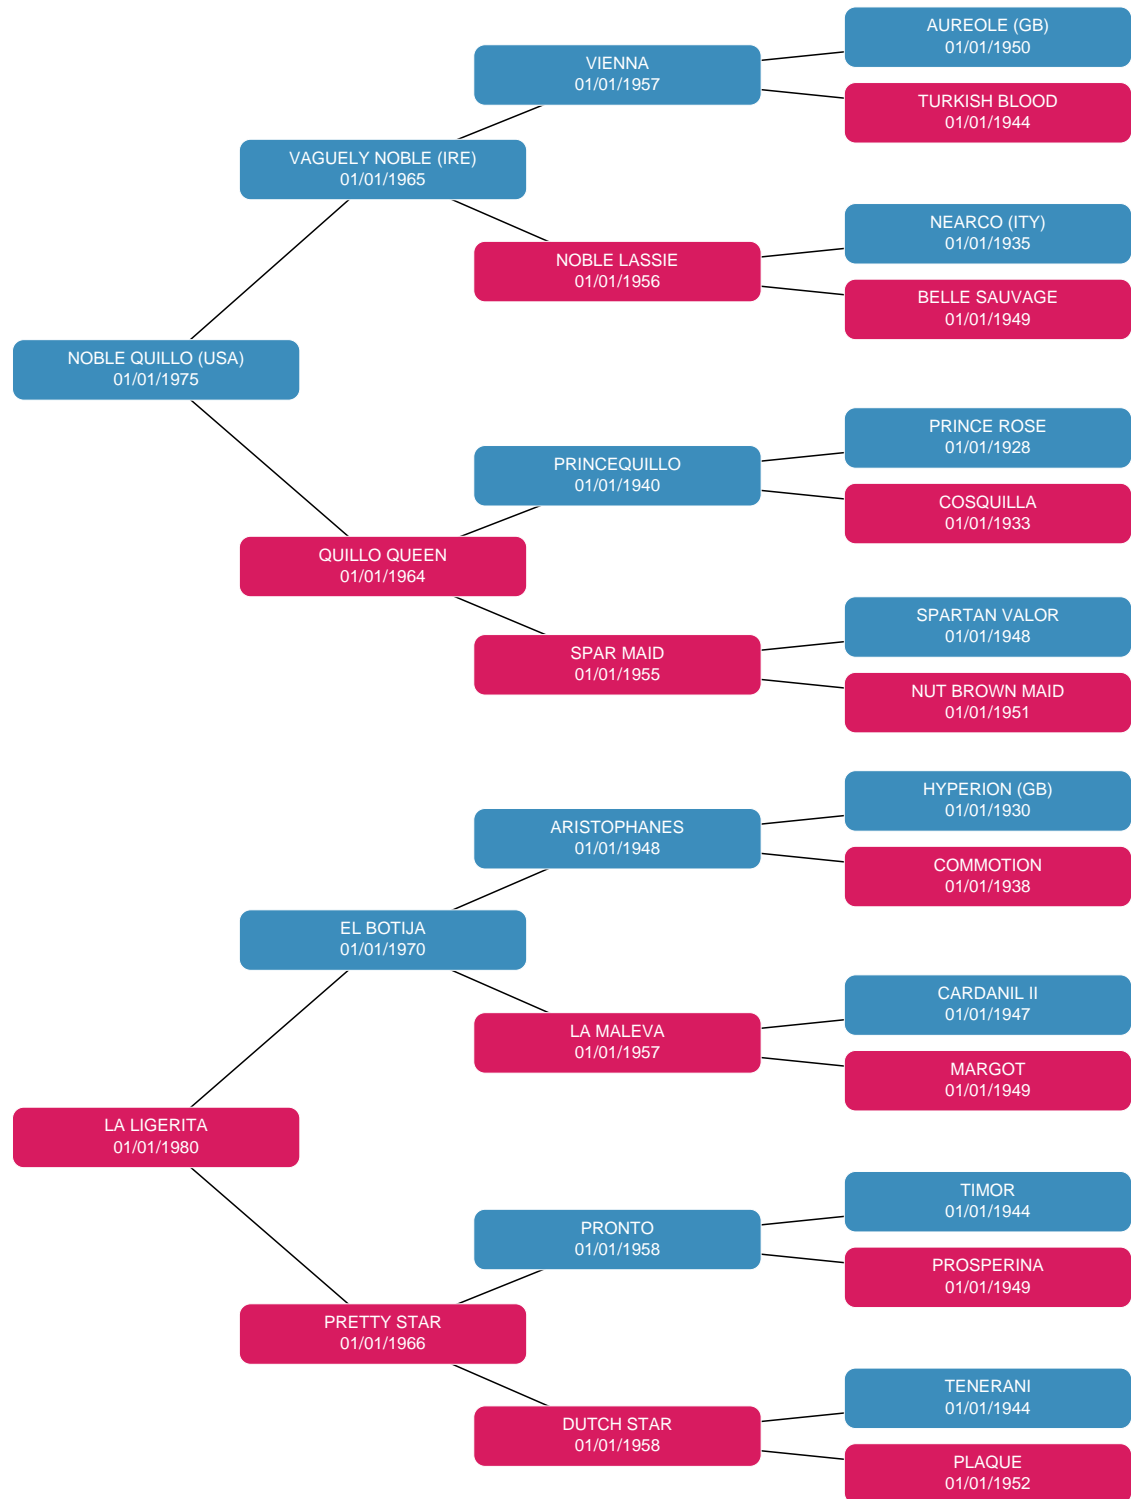 AUREOLE (GB)
01/01/1950
VIENNA
01/01/1957
TURKISH BLOOD
01/01/1944
VAGUELY NOBLE (IRE)
01/01/1965
NEARCO (ITY)
01/01/1935
NOBLE LASSIE
01/01/1956
BELLE SAUVAGE
01/01/1949
NOBLE QUILLO (USA)
01/01/1975
PRINCE ROSE
01/01/1928
PRINCEQUILLO
01/01/1940
COSQUILLA
01/01/1933
QUILLO QUEEN
01/01/1964
SPARTAN VALOR
01/01/1948
SPAR MAID
01/01/1955
NUT BROWN MAID
01/01/1951
HYPERION (GB)
01/01/1930
ARISTOPHANES
01/01/1948
COMMOTION
01/01/1938
EL BOTIJA
01/01/1970
CARDANIL II
01/01/1947
LA MALEVA
01/01/1957
MARGOT
01/01/1949
LA LIGERITA
01/01/1980
TIMOR
01/01/1944
PRONTO
01/01/1958
PROSPERINA
01/01/1949
PRETTY STAR
01/01/1966
TENERANI
01/01/1944
DUTCH STAR
01/01/1958
PLAQUE
01/01/1952